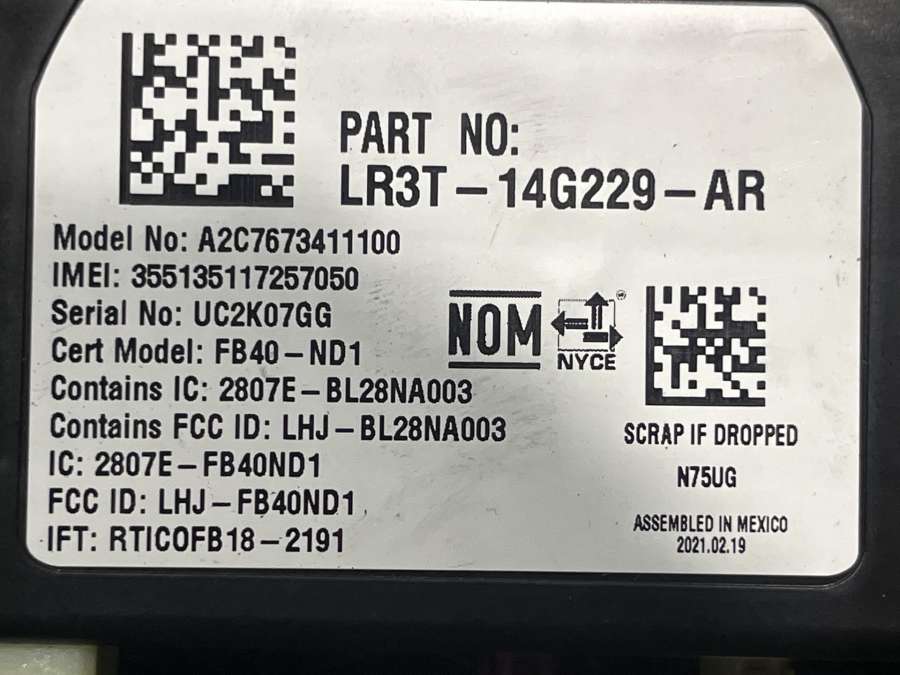 PART NO:
LR3T-14G229-AR
Model No: A2C7673411100
IMEI: 355135117257050
Serial No: UC2K07GG
Cert Model: FB40-ND1
Contains IC: 2807E-BL28NA003
Contains FCC ID: LHJ-BL28NA003
IC: 2807E-FB40ND1
FCC ID: LHJ-FB40ND1
IFT: RTICOFB18-2191
NOM
NYCE
SCRAP IF DROPPED
N75UG
ASSEMBLED IN MEXICO
2021.02.19